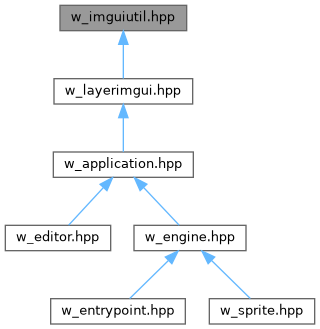 w_imguiutil.hpp
w_layerimgui.hpp
w_application.hpp
w_editor.hpp
w_engine.hpp
w_entrypoint.hpp
w_sprite.hpp